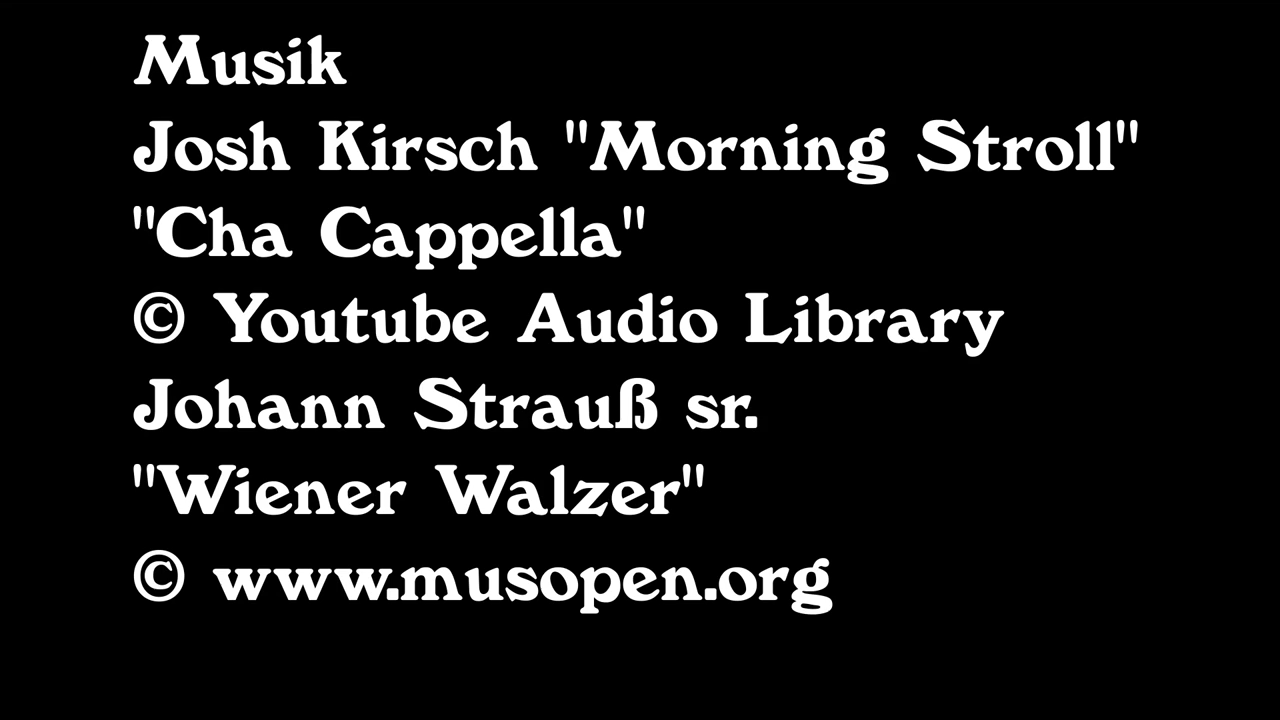 Musik
Josh Kirsch "Morning Stroll"
"Cha Cappella"
© Youtube Audio Library
Johann Strauß sr.
"Wiener Walzer"
© www.musopen.org